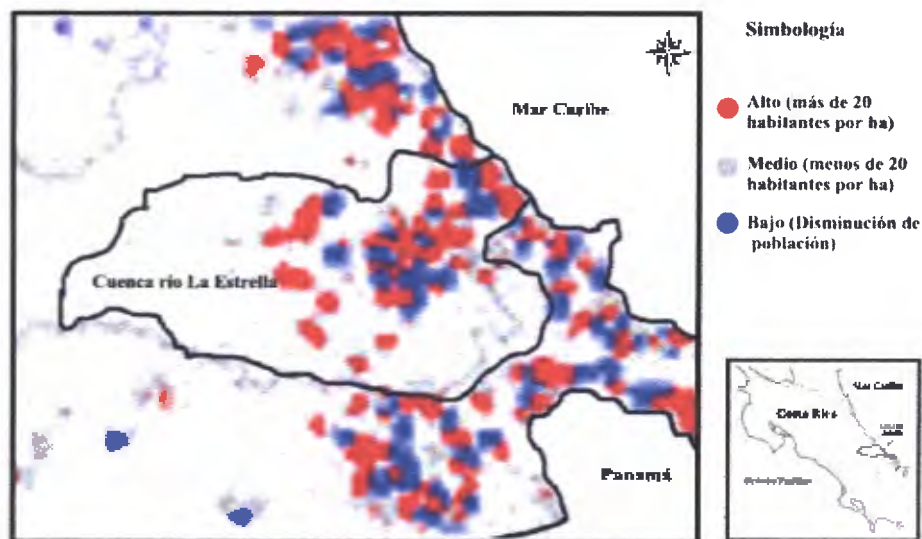 Simbología
Mar Caribe
Alto (más de 20
habitantes por ha)
Medio (menos de 20
habitantes por ha)
Bajo (Disminución de
población)
Cuenca río La Estrella
Panamá
Mar Caribe
Costa Rica